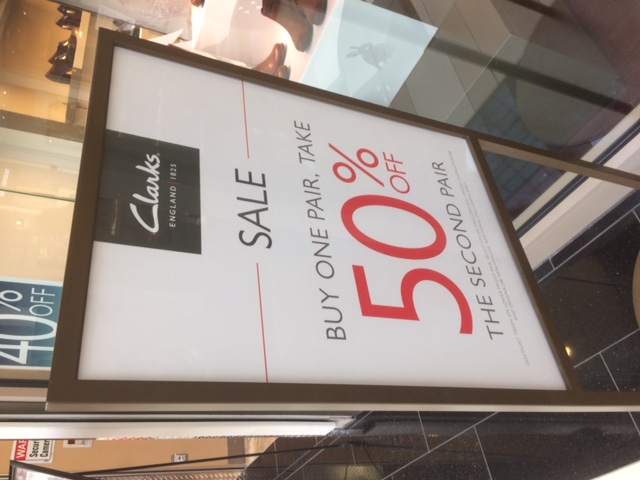 Clarks
ENGLAND 1825
SALE
BUY ONE PAIR, TAKE
50% OFF
THE SECOND PAIR
40%
OFF